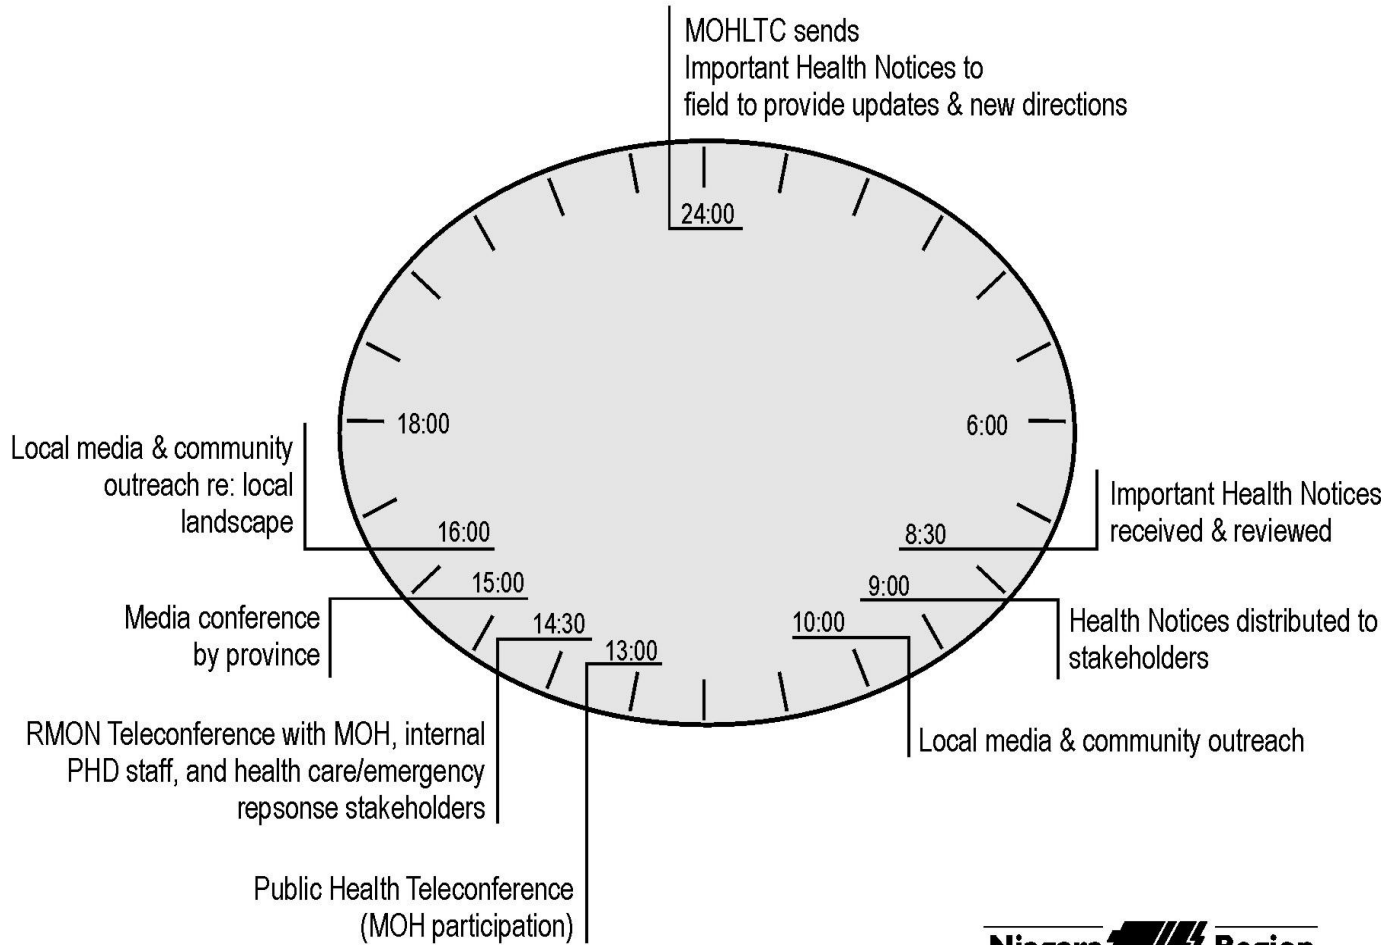 MOHLTC sends
Important Health Notices to
field to provide updates & new directions
24:00
18:00
6:00
Local media & community
outreach re: local
landscape
16:00
Important Health Notices
received & reviewed
8:30
15:00
9:00
Media conference
by province
14:30
10:00
Health Notices distributed to
stakeholders
13:00
RMON Teleconference with MOH, internal
PHD staff, and health care/emergency
repsonse stakeholders
Local media & community outreach
Public Health Teleconference
(MOH participation)
Niagara Region